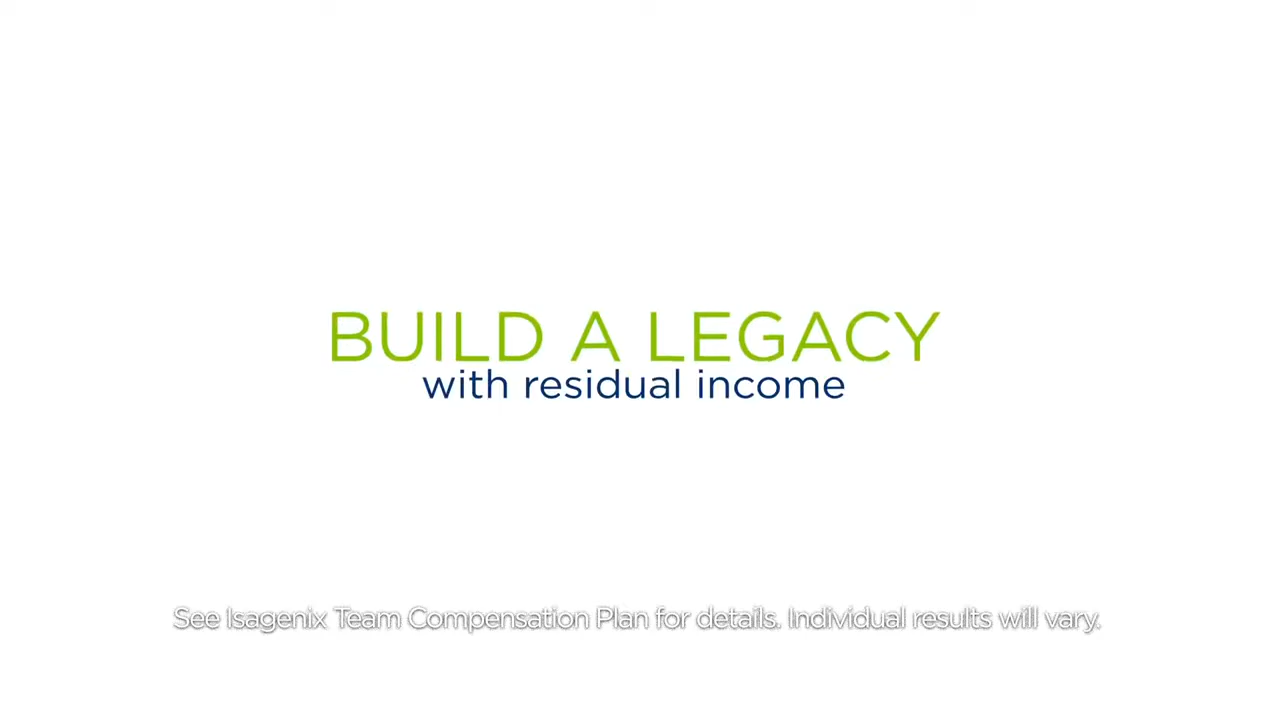 BUILD A LEGACY
with residual income
See Isagenix Team Compensation Plan for details. Individual results will vary.